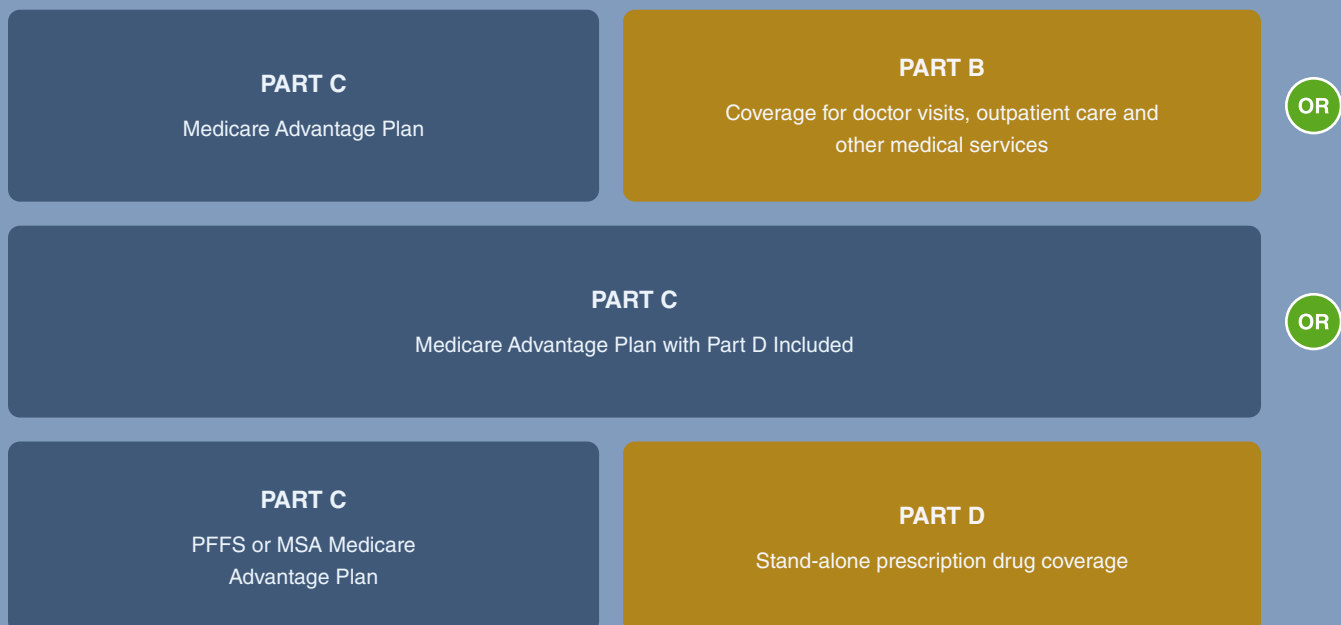 PART C
Medicare Advantage Plan
PART B
Coverage for doctor visits, outpatient care and
other medical services
OR
PART C
Medicare Advantage Plan with Part D Included
OR
PART C
PFFS or MSA Medicare
Advantage Plan
PART D
Stand-alone prescription drug coverage